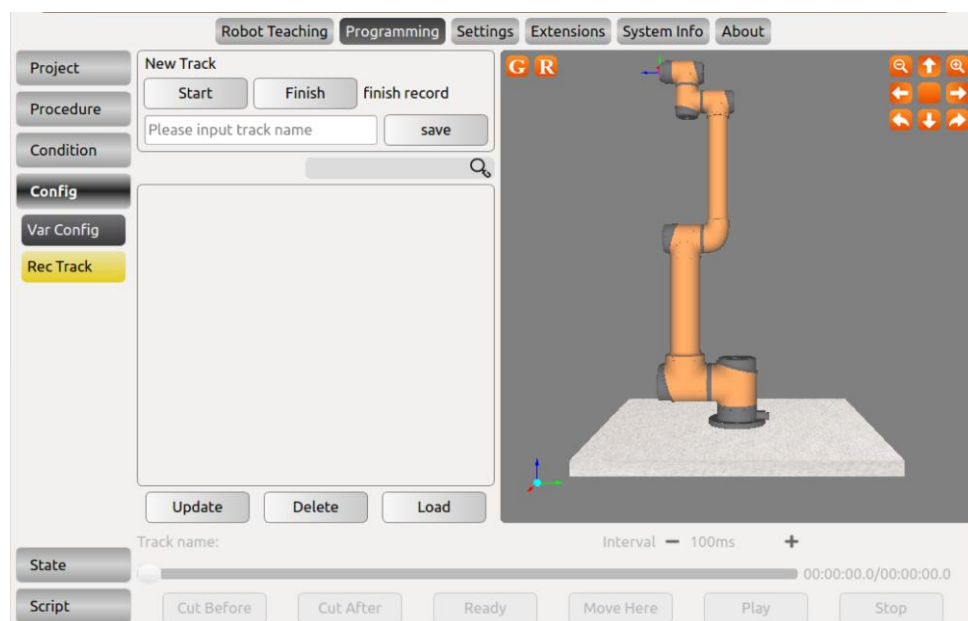 Robot Teaching Programming Settings Extensions System Info About
Project
Procedure
Condition
Config
Var Config
Rec Track
State
Script
New Track
Start Finish finish record
Please input track name save
Update Delete Load
G R
Track name: Interval 100ms
00:00:00.0/00:00:00.0
Cut Before Cut After Ready Move Here Play Stop